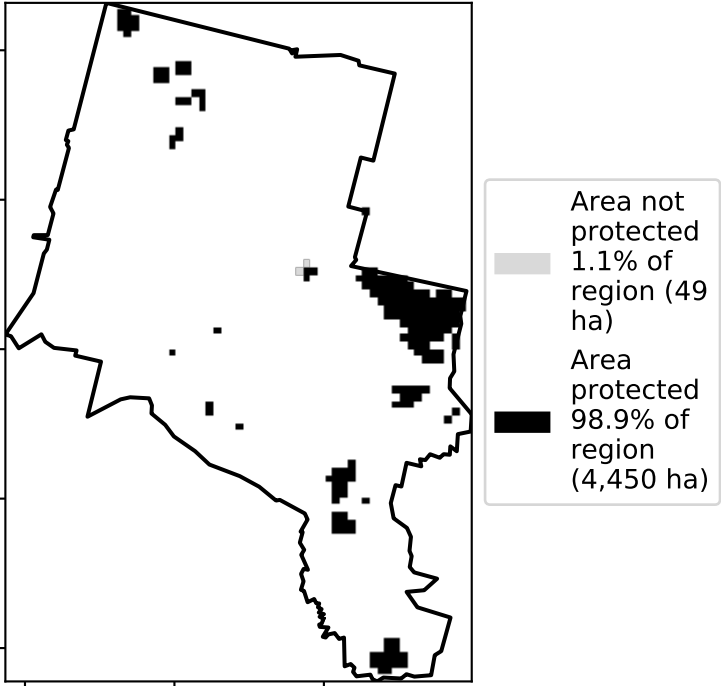 Area not
protected
1.1% of
region (49
ha)
Area
protected
98.9% of
region
(4,450 ha)